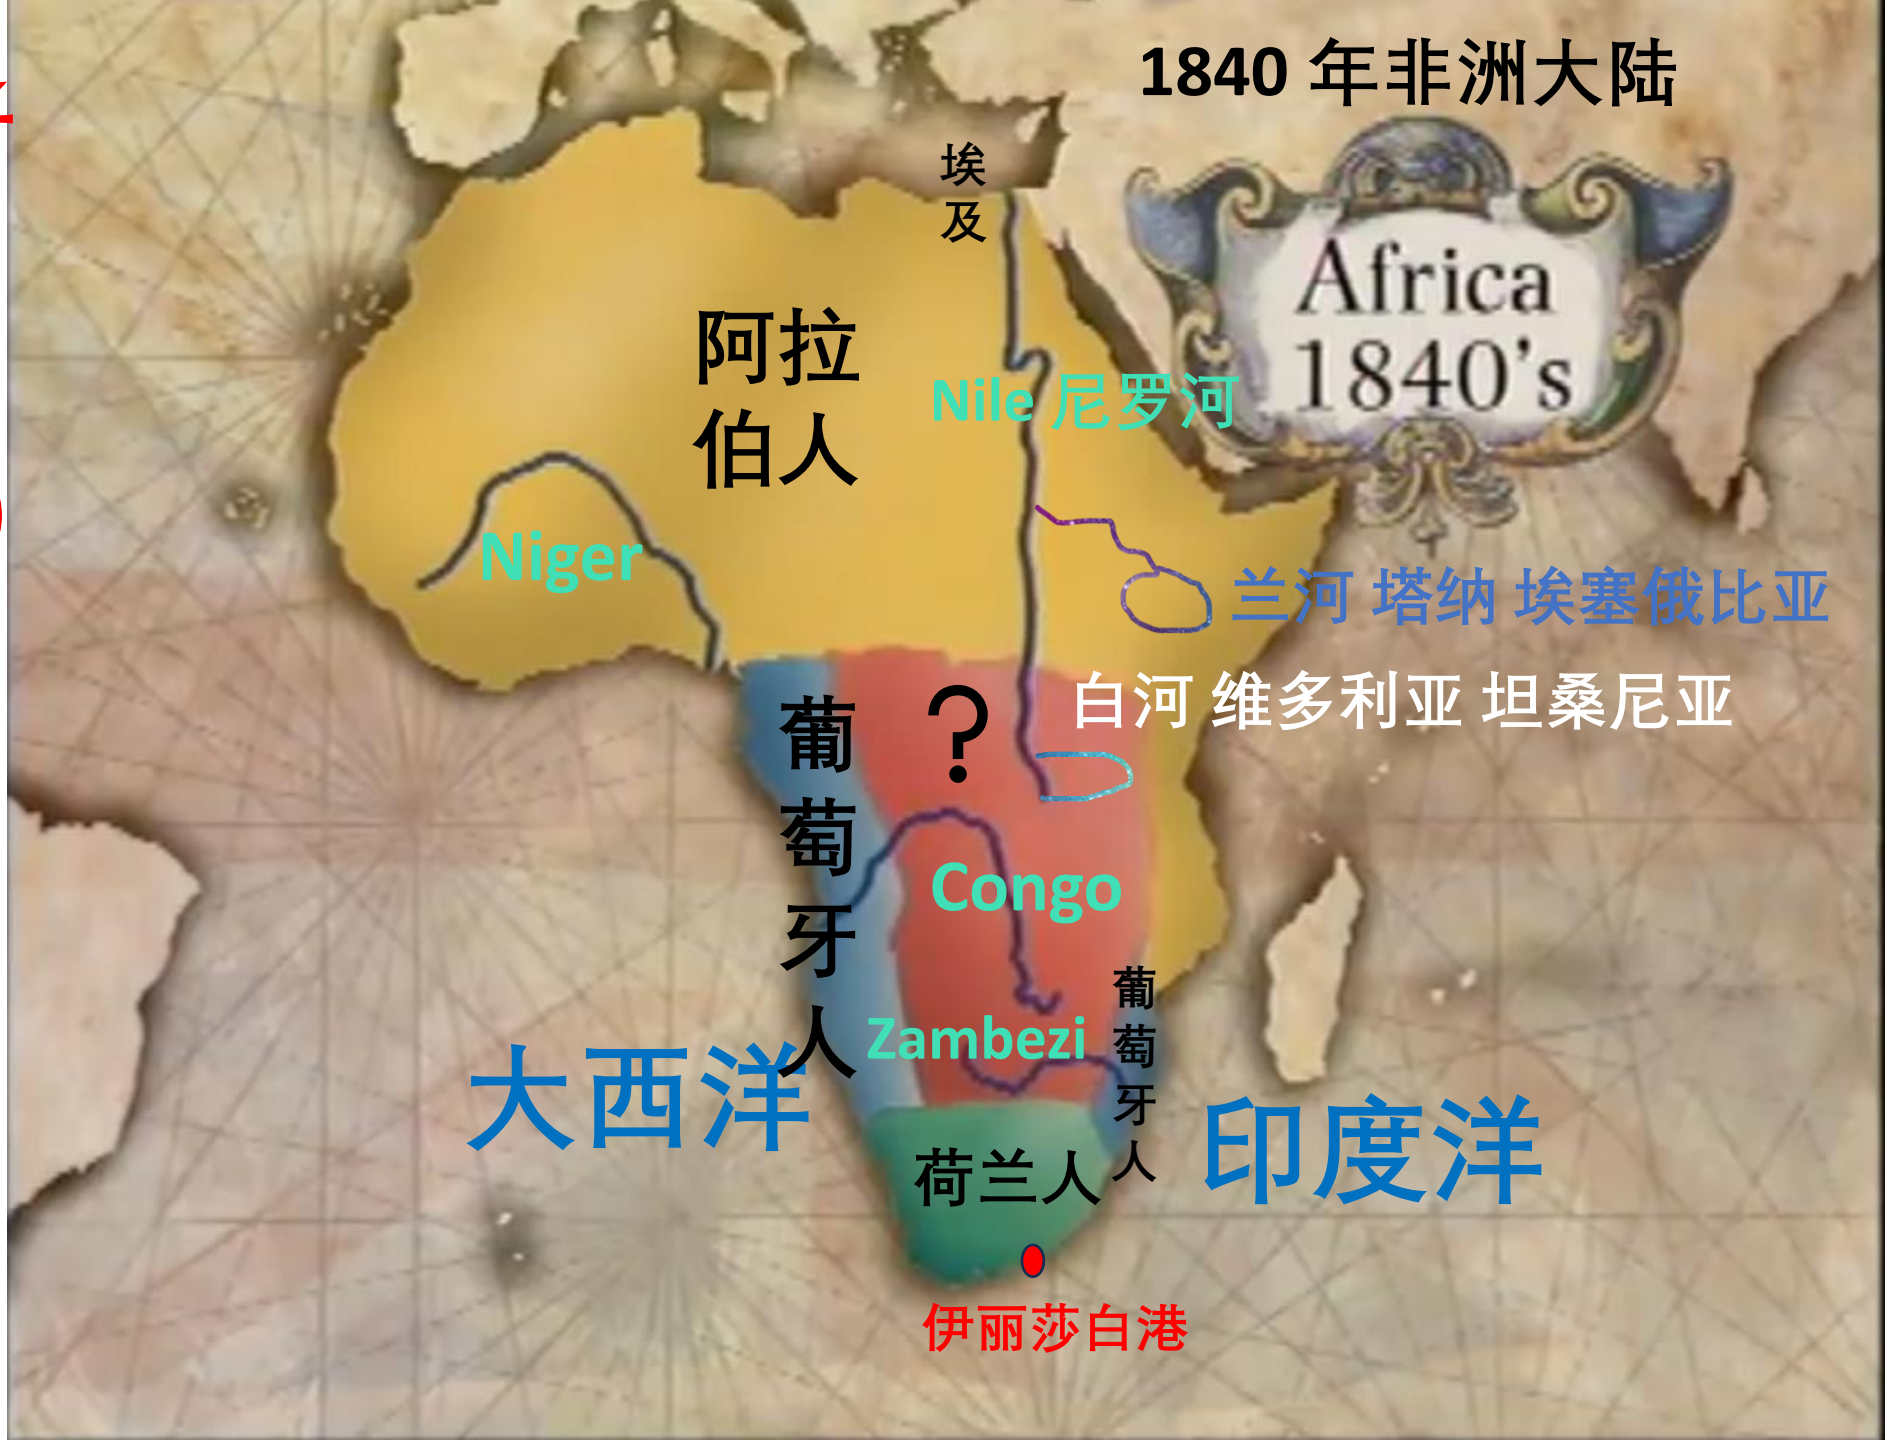 1840 年非洲大陆
埃
及
Africa
1840's
阿拉
伯人
Nile 尼罗河
Niger
兰河 塔纳 埃塞俄比亚
白河 维多利亚 坦桑尼亚
?
葡
萄
牙
人
Congo
Zambezi
葡
萄
牙
人
大西洋
印度洋
荷兰人
伊丽莎白港